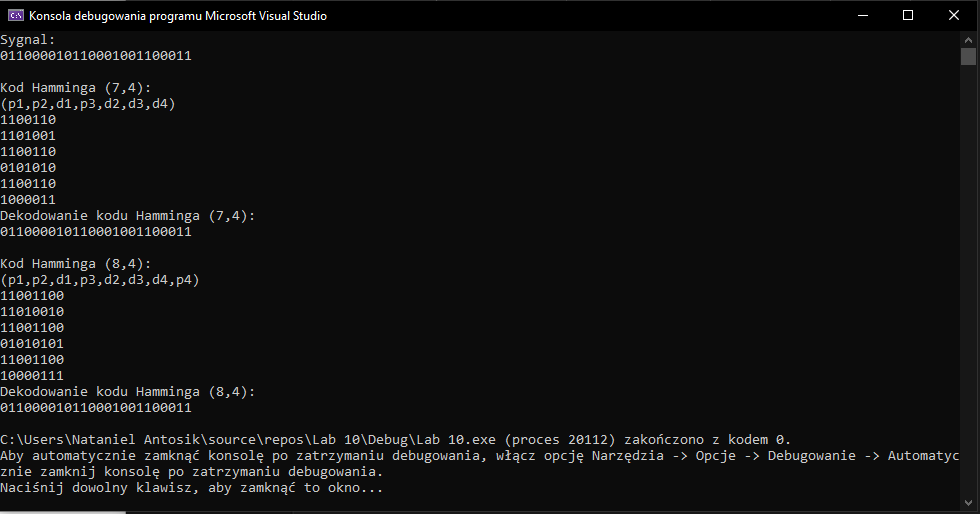 Konsola debugowania programu Microsoft Visual Studio
Sygnal:
011000010110001001100011
Kod Hamminga (7,4):
(p1,p2,d1,p3,d2,d3,d4)
1100110
1101001
1100110
0101010
1100110
1000011
Dekodowanie kodu Hamminga (7,4):
011000010110001001100011
Kod Hamminga (8,4):
(p1,p2,d1,p3,d2,d3,d4,p4)
11001100
11010010
11001100
01010101
11001100
10000111
Dekodowanie kodu Hamminga (8,4):
011000010110001001100011
C:\Users\Nataniel Antosik\source\repos\Lab 10\Debug\Lab 10.exe (proces 20112) zakończono z kodem 0.
Aby automatycznie zamknąć konsolę po zatrzymaniu debugowania, włącz opcję Narzędzia -> Opcje -> Debugowanie -> Automatyc
znie zamknij konsolę po zatrzymaniu debugowania.
Naciśnij dowolny klawisz, aby zamknąć to okno...